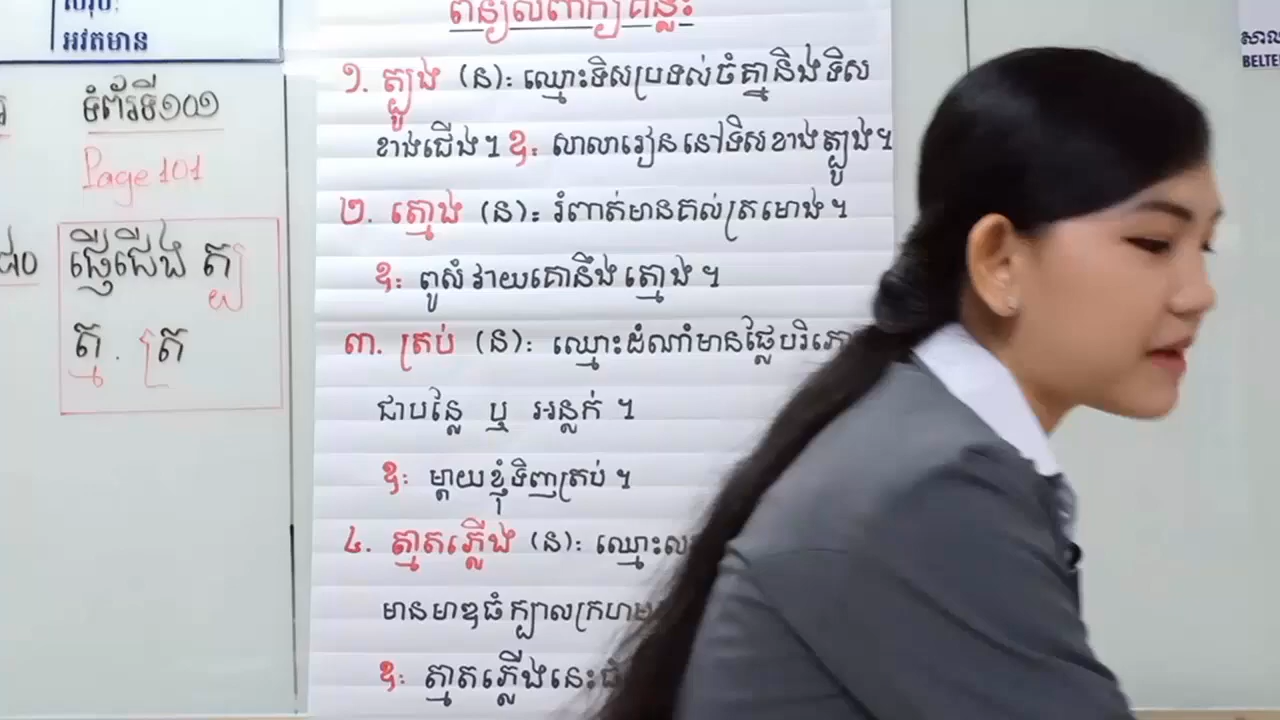 អវត្តមាន
ទំព័រទី១០១
Page 101
ផ្ញើជើង ត្ប
ត្ម . ត្រ
ពន្យល់ពាក្យគន្លឹះ
១. ត្បូង (ន): ឈ្មោះទិសប្រទល់ចំគ្នានិងទិស
ខាងជើង។ ឧ: សាលារៀននៅទិសខាងត្បូង។
២. ត្មោង (ន): រំពាត់មានគល់ត្រមោង។
ឧ: ពូសំ វាយគោនឹងត្មោង ។
៣. ត្រប់ (ន): ឈ្មោះដំណាំមានផ្លែបរិភោ
ជាបន្លែ ឬ អន្លក់ ។
ឧ: ម្ដាយខ្ញុំទិញត្រប់ ។
៤. ត្មាតភ្លើង (ន): ឈ្មោះ
មានមាឌធំក្បាលក្រហម
ឧ: ត្មាតភ្លើងនេះធំ
សាលា
BELTE